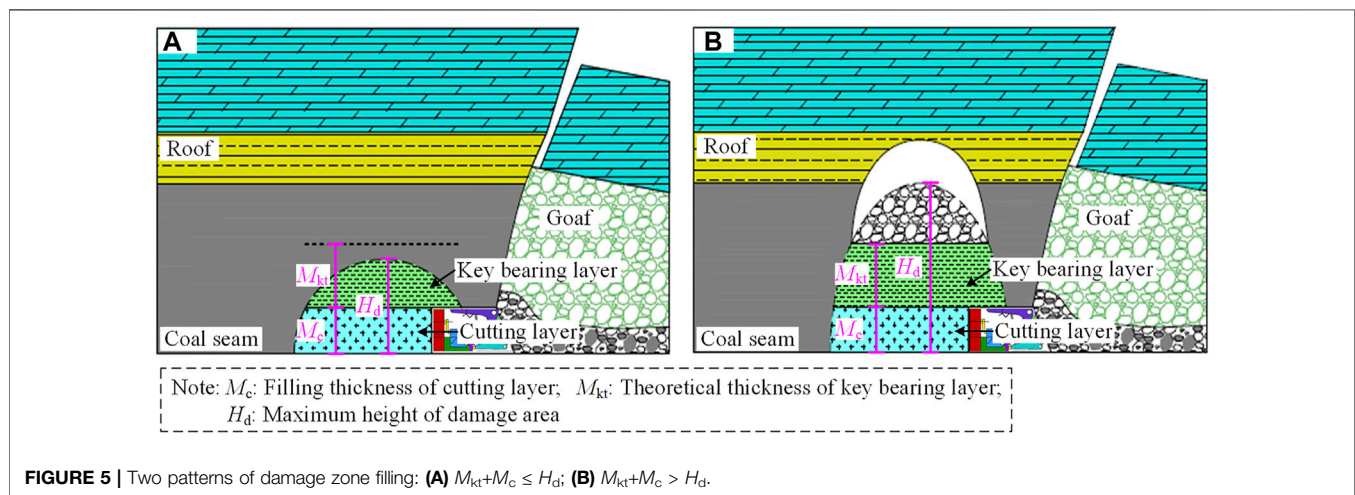 A
Roof
Goaf
Key bearing layer
Mkt
Hd
Mc
Cutting layer
Coal seam
B
Roof
Goaf
Mkt
Hd
Key bearing layer
Mc
Cutting layer
Coal seam
Note: Mc: Filling thickness of cutting layer; Mkt: Theoretical thickness of key bearing layer;
Hd: Maximum height of damage area
FIGURE 5 | Two patterns of damage zone filling: (A) Mkt+Mc ≤ Hd; (B) Mkt+Mc > Hd.